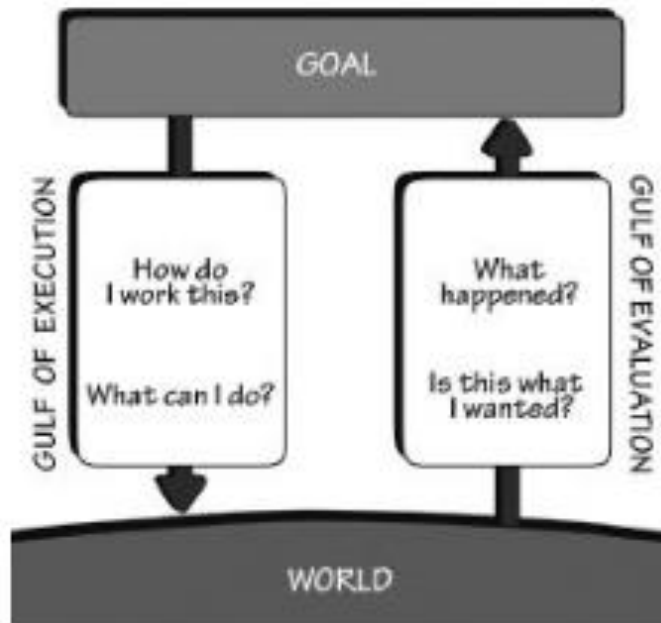 GOAL
GULF OF EXECUTION
How do
I work this?
What can I do?
What
happened?
Is this what
I wanted?
GULF OF EVALUATION
WORLD